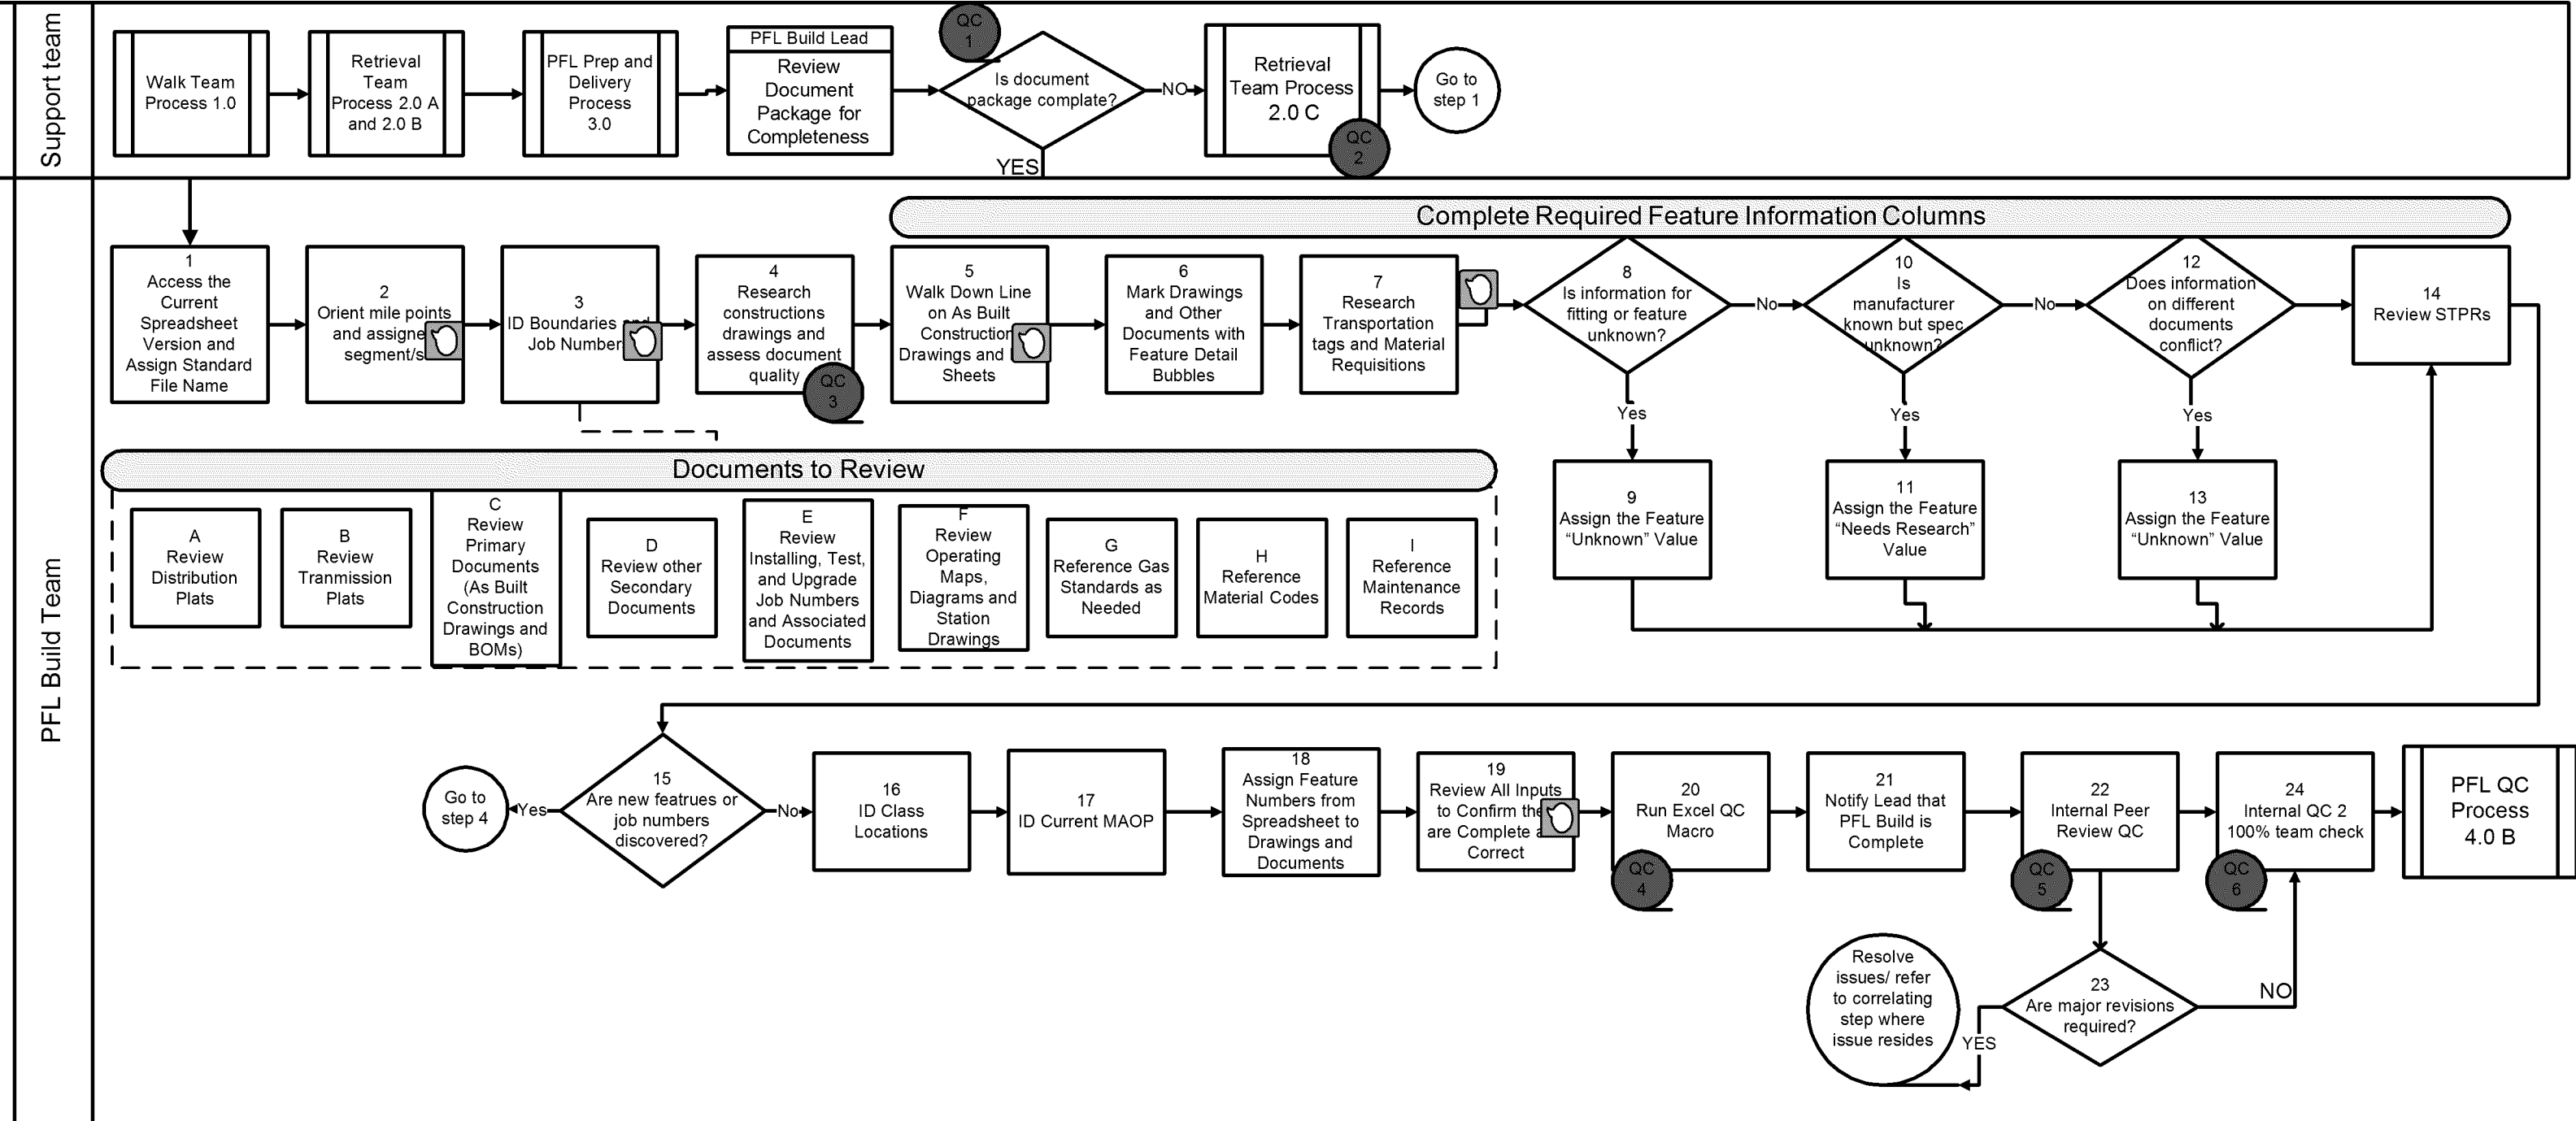 Support team
Walk Team
Process 1.0
Retrieval
Team
Process 2.0 A
and 2.0 B
PFL Prep and
Delivery
Process
3.0
PFL Build Lead
Review
Document
Package for
Completeness
QC
1
Is document
package complate?
NO
YES
Retrieval
Team Process
2.0 C
QC
2
Go to
step 1
PFL Build Team
Complete Required Feature Information Columns
1
Access the
Current
Spreadsheet
Version and
Assign Standard
File Name
2
Orient mile points
and assigne
segment/s
3
ID Boundaries and
Job Number
4
Research
constructions
drawings and
assess document
quality
QC
3
5
Walk Down Line
on As Built
Construction
Drawings and
Sheets
6
Mark Drawings
and Other
Documents with
Feature Detail
Bubbles
7
Research
Transportation
tags and Material
Requisitions
8
Is information for
fitting or feature
unknown?
No
Yes
10
Is
manufacturer
known but spec
unknown?
No
Yes
12
Does information
on different
documents
conflict?
Yes
14
Review STPRs
9
Assign the Feature
“Unknown” Value
11
Assign the Feature
“Needs Research”
Value
13
Assign the Feature
“Unknown” Value
Documents to Review
A
Review
Distribution
Plats
B
Review
Tranmission
Plats
C
Review
Primary
Documents
(As Built
Construction
Drawings and
BOMs)
D
Review other
Secondary
Documents
E
Review
Installing, Test,
and Upgrade
Job Numbers
and Associated
Documents
F
Review
Operating
Maps,
Diagrams and
Station
Drawings
G
Reference Gas
Standards as
Needed
H
Reference
Material Codes
I
Reference
Maintenance
Records
Go to
step 4
Yes
15
Are new featrues or
job numbers
discovered?
No
16
ID Class
Locations
17
ID Current MAOP
18
Assign Feature
Numbers from
Spreadsheet to
Drawings and
Documents
19
Review All Inputs
to Confirm the
are Complete
Correct
20
Run Excel QC
Macro
QC
4
21
Notify Lead that
PFL Build is
Complete
22
Internal Peer
Review QC
QC
5
24
Internal QC 2
100% team check
QC
6
PFL QC
Process
4.0 B
23
Are major revisions
required?
NO
YES
Resolve
issues/ refer
to correlating
step where
issue resides